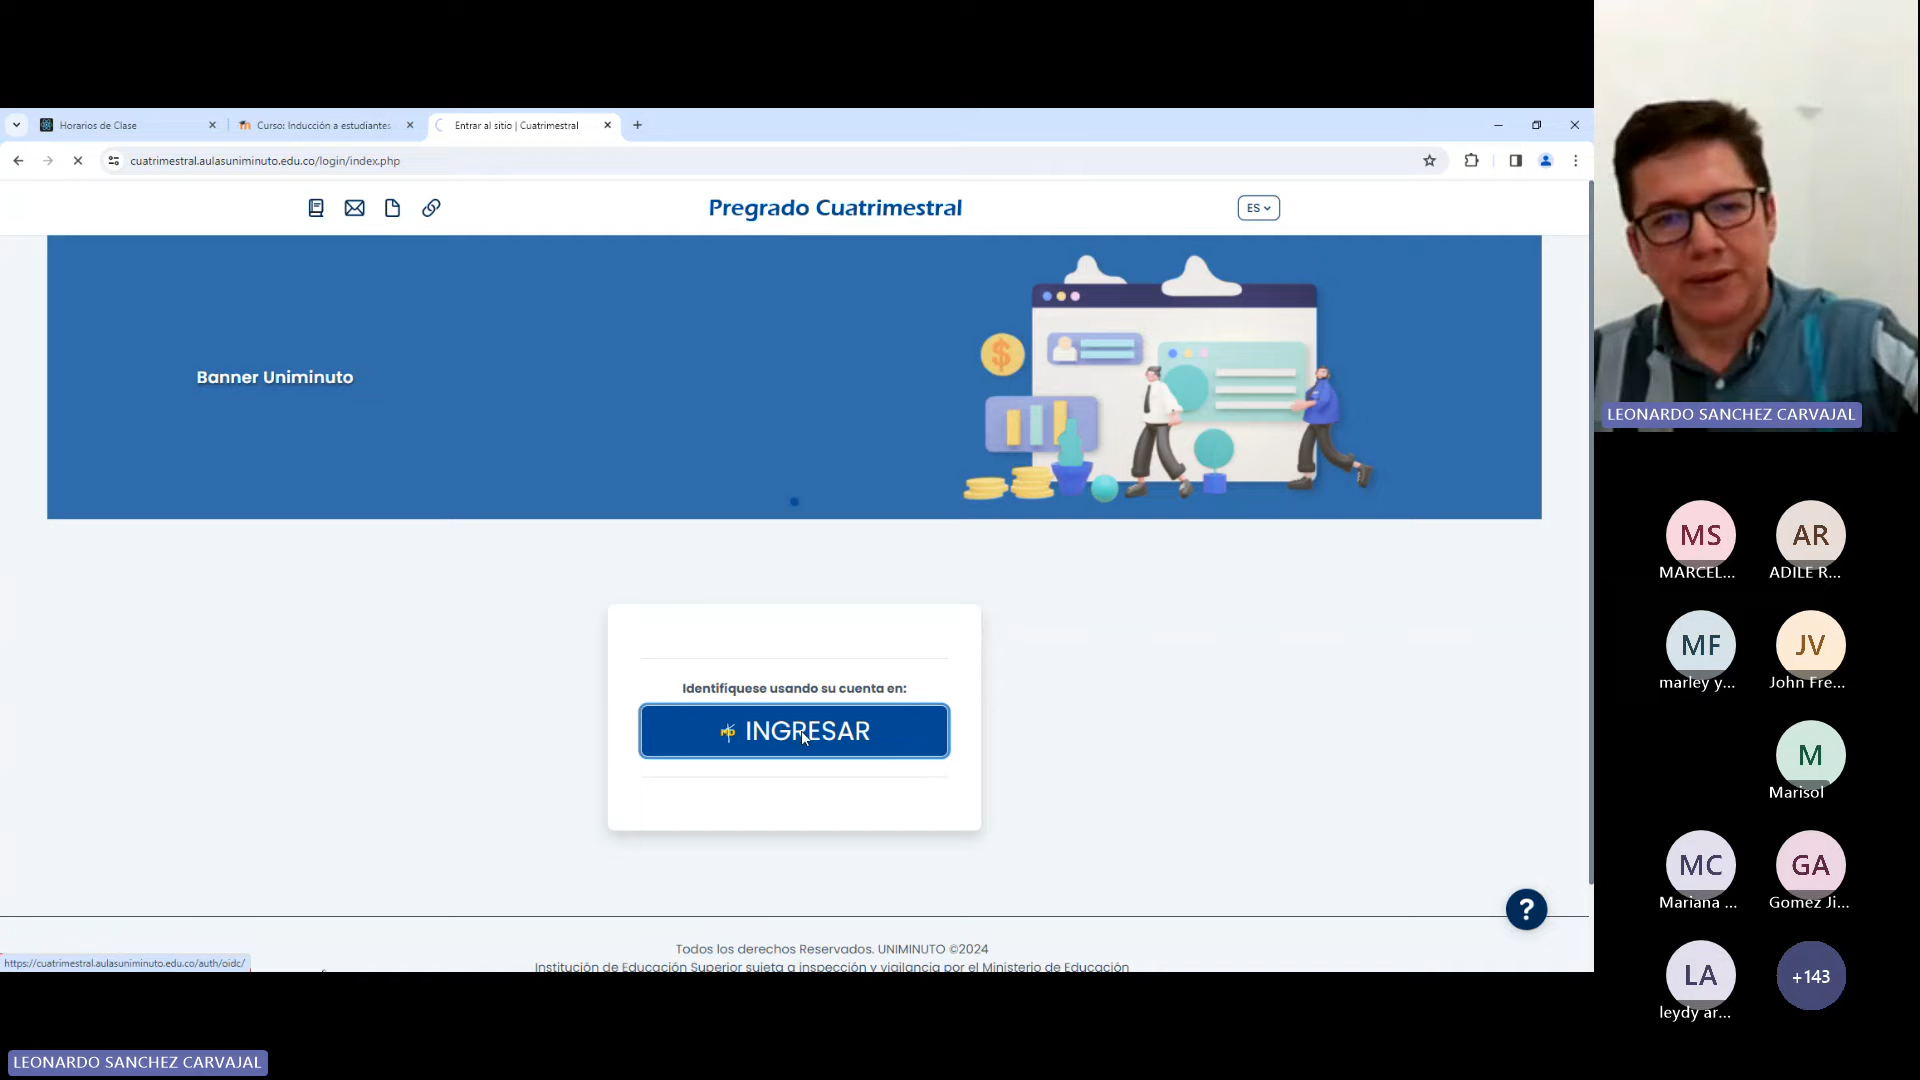 Horarios de Clase
Curso: Inducción a estudiantes
Entrar al sitio | Cuatrimestral
cuatrimestral.aulasuniminuto.edu.co/login/index.php
Pregrado Cuatrimestral
ES
Banner Uniminuto
Identifíquese usando su cuenta en:
INGRESAR
?
Todos los derechos Reservados. UNIMINUTO ©2024
Institución de Educación Superior sujeta a inspección y vigilancia por el Ministerio de Educación
https://cuatrimestral.aulasuniminuto.edu.co/auth/oidc/
LEONARDO SANCHEZ CARVAJAL
LEONARDO SANCHEZ CARVAJAL
MS
AR
MARCEL...
ADILE R...
MF
JV
marley y...
John Fre...
M
Marisol
MC
GA
Mariana ...
Gomez Ji...
LA
+143
leydy ar...